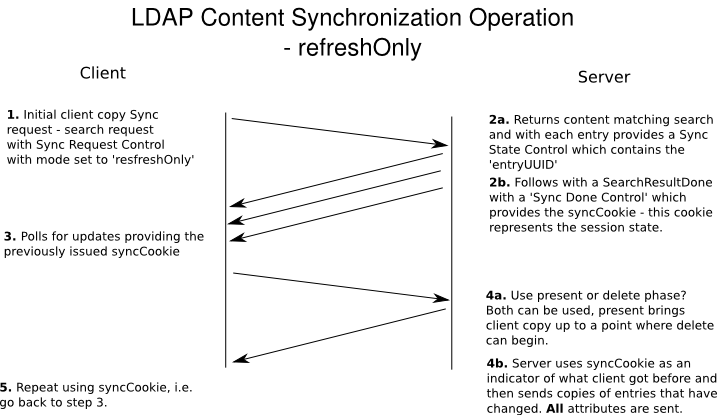 LDAP Content Synchronization Operation
- refreshOnly
Client
Server
1. Initial client copy Sync
request - search request
with Sync Request Control
with mode set to 'resfreshOnly'
2a. Returns content matching search
and with each entry provides a Sync
State Control which contains the
'entryUUID'
2b. Follows with a SearchResultDone
with a 'Sync Done Control' which
provides the syncCookie - this cookie
represents the session state.
3. Polls for updates providing the
previously issued syncCookie
4a. Use present or delete phase?
Both can be used, present brings
client copy up to a point where delete
can begin.
4b. Server uses syncCookie as an
indicator of what client got before and
then sends copies of entries that have
changed. All attributes are sent.
5. Repeat using syncCookie, i.e.
go back to step 3.